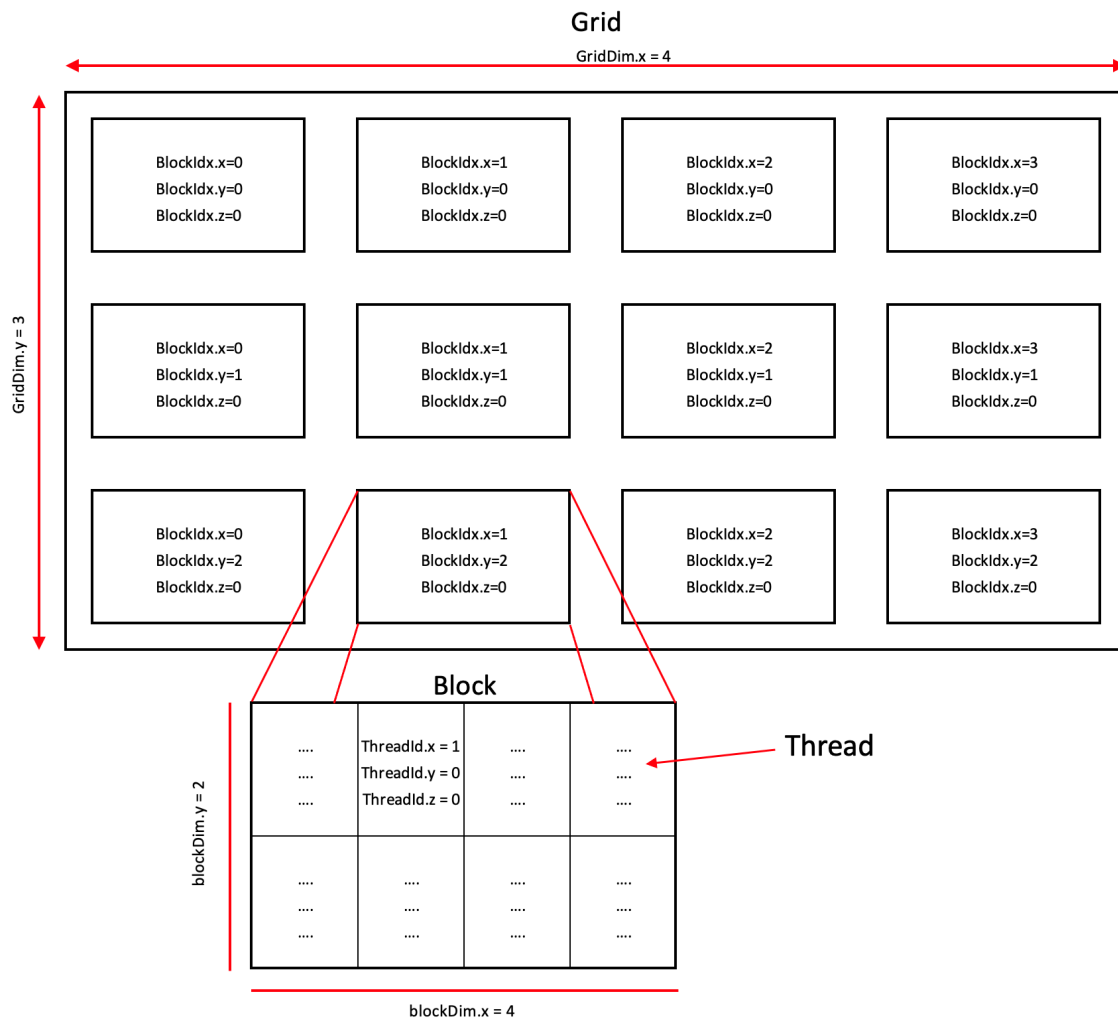 Grid
GridDim.x = 4
GridDim.y = 3
BlockIdx.x=0
BlockIdx.y=0
BlockIdx.z=0
BlockIdx.x=1
BlockIdx.y=0
BlockIdx.z=0
BlockIdx.x=2
BlockIdx.y=0
BlockIdx.z=0
BlockIdx.x=3
BlockIdx.y=0
BlockIdx.z=0
BlockIdx.x=0
BlockIdx.y=1
BlockIdx.z=0
BlockIdx.x=1
BlockIdx.y=1
BlockIdx.z=0
BlockIdx.x=2
BlockIdx.y=1
BlockIdx.z=0
BlockIdx.x=3
BlockIdx.y=1
BlockIdx.z=0
BlockIdx.x=0
BlockIdx.y=2
BlockIdx.z=0
BlockIdx.x=1
BlockIdx.y=2
BlockIdx.z=0
BlockIdx.x=2
BlockIdx.y=2
BlockIdx.z=0
BlockIdx.x=3
BlockIdx.y=2
BlockIdx.z=0
Block
blockDim.y = 2
....
....
....
ThreadId.x = 1
ThreadId.y = 0
ThreadId.z = 0
....
....
....
....
....
....
Thread
....
....
....
....
....
....
....
....
....
....
....
....
blockDim.x = 4